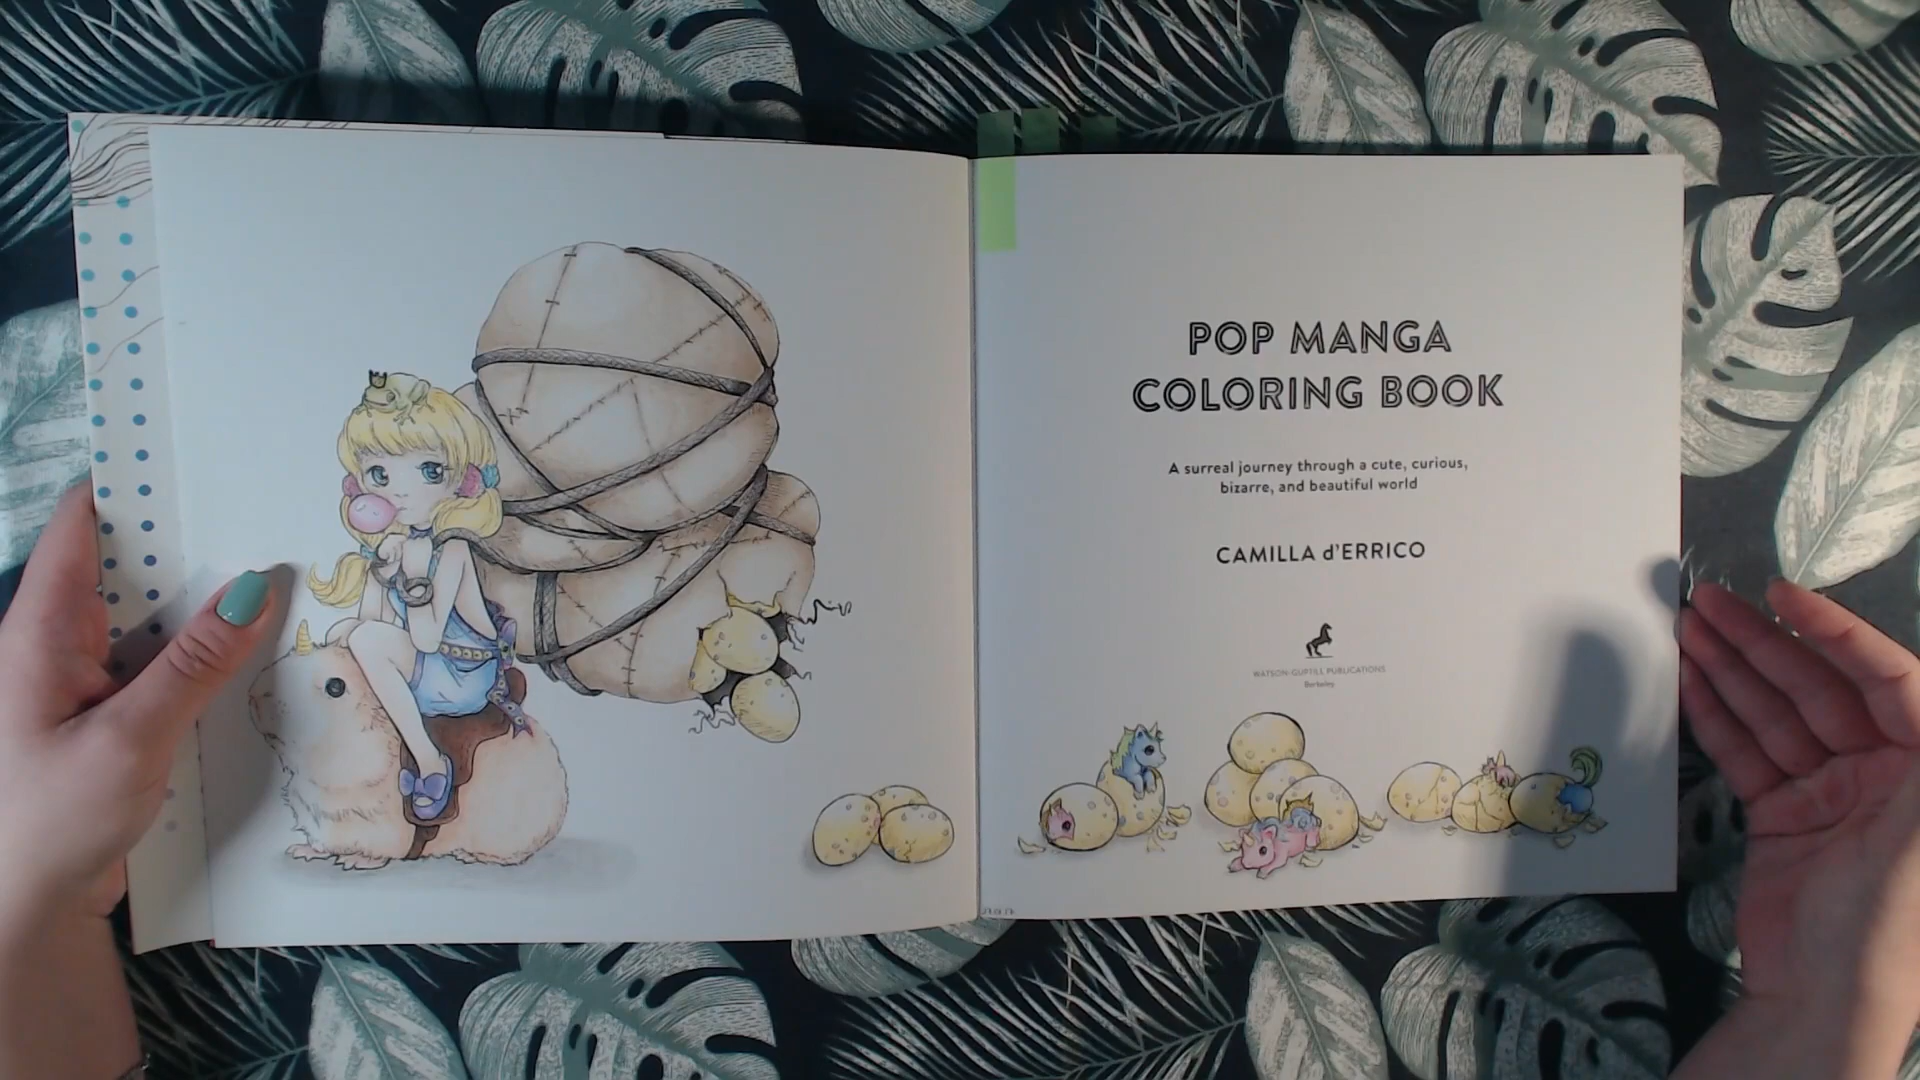 POP MANGA
COLORING BOOK
A surreal journey through a cute, curious,
bizarre, and beautiful world
CAMILLA d'ERRICO
WATSON-GUPTILL PUBLICATIONS
Berkeley